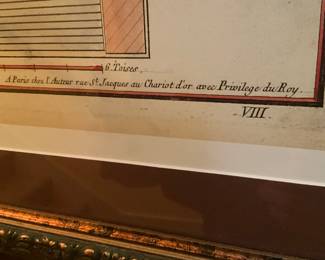 6. Toises.
A Paris chez l'Auteur rue St. Jacques au Chariot d'or avec Privilege du Roy.
VIII.